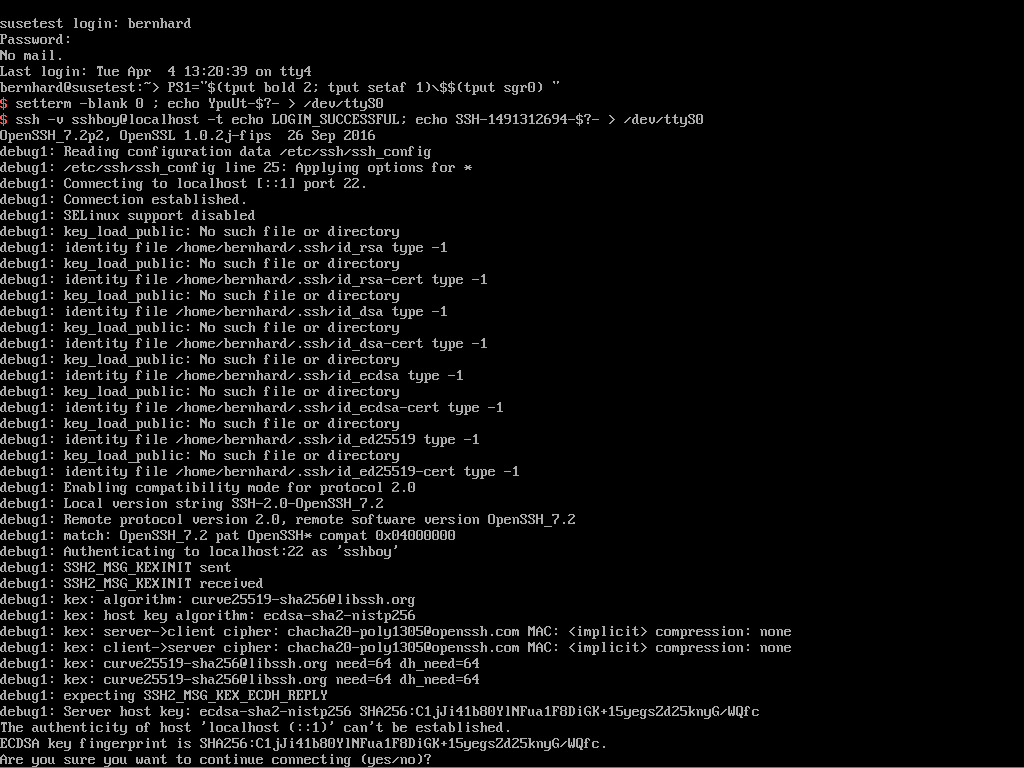 susetest login: bernhard
Password:
No mail.
Last login: Tue Apr  4 13:20:39 on tty4
bernhard@susetest:~> PS1="$(tput bold 2; tput setaf 1)\$$(tput sgr0) "
$ setterm -blank 0 ; echo YpuUt-$?- > /dev/ttyS0
$ ssh -v sshboy@localhost -t echo LOGIN_SUCCESSFUL; echo SSH-1491312694-$?- > /dev/ttyS0
OpenSSH_7.2p2, OpenSSL 1.0.2j-fips  26 Sep 2016
debug1: Reading configuration data /etc/ssh/ssh_config
debug1: /etc/ssh/ssh_config line 25: Applying options for *
debug1: Connecting to localhost [::1] port 22.
debug1: Connection established.
debug1: SELinux support disabled
debug1: key_load_public: No such file or directory
debug1: identity file /home/bernhard/.ssh/id_rsa type -1
debug1: key_load_public: No such file or directory
debug1: identity file /home/bernhard/.ssh/id_rsa-cert type -1
debug1: key_load_public: No such file or directory
debug1: identity file /home/bernhard/.ssh/id_dsa type -1
debug1: key_load_public: No such file or directory
debug1: identity file /home/bernhard/.ssh/id_dsa-cert type -1
debug1: key_load_public: No such file or directory
debug1: identity file /home/bernhard/.ssh/id_ecdsa type -1
debug1: key_load_public: No such file or directory
debug1: identity file /home/bernhard/.ssh/id_ecdsa-cert type -1
debug1: key_load_public: No such file or directory
debug1: identity file /home/bernhard/.ssh/id_ed25519 type -1
debug1: key_load_public: No such file or directory
debug1: identity file /home/bernhard/.ssh/id_ed25519-cert type -1
debug1: Enabling compatibility mode for protocol 2.0
debug1: Local version string SSH-2.0-OpenSSH_7.2
debug1: Remote protocol version 2.0, remote software version OpenSSH_7.2
debug1: match: OpenSSH_7.2 pat OpenSSH* compat 0x04000000
debug1: Authenticating to localhost:22 as 'sshboy'
debug1: SSH2_MSG_KEXINIT sent
debug1: SSH2_MSG_KEXINIT received
debug1: kex: algorithm: curve25519-sha256@libssh.org
debug1: kex: host key algorithm: ecdsa-sha2-nistp256
debug1: kex: server->client cipher: chacha20-poly1305@openssh.com MAC: <implicit> compression: none
debug1: kex: client->server cipher: chacha20-poly1305@openssh.com MAC: <implicit> compression: none
debug1: kex: curve25519-sha256@libssh.org need=64 dh_need=64
debug1: kex: curve25519-sha256@libssh.org need=64 dh_need=64
debug1: expecting SSH2_MSG_KEX_ECDH_REPLY
debug1: Server host key: ecdsa-sha2-nistp256 SHA256:C1jJi41b80YlNFua1F8DiGK+15yegsZd25knyG/WQfc
The authenticity of host 'localhost (::1)' can't be established.
ECDSA key fingerprint is SHA256:C1jJi41b80YlNFua1F8DiGK+15yegsZd25knyG/WQfc.
Are you sure you want to continue connecting (yes/no)?